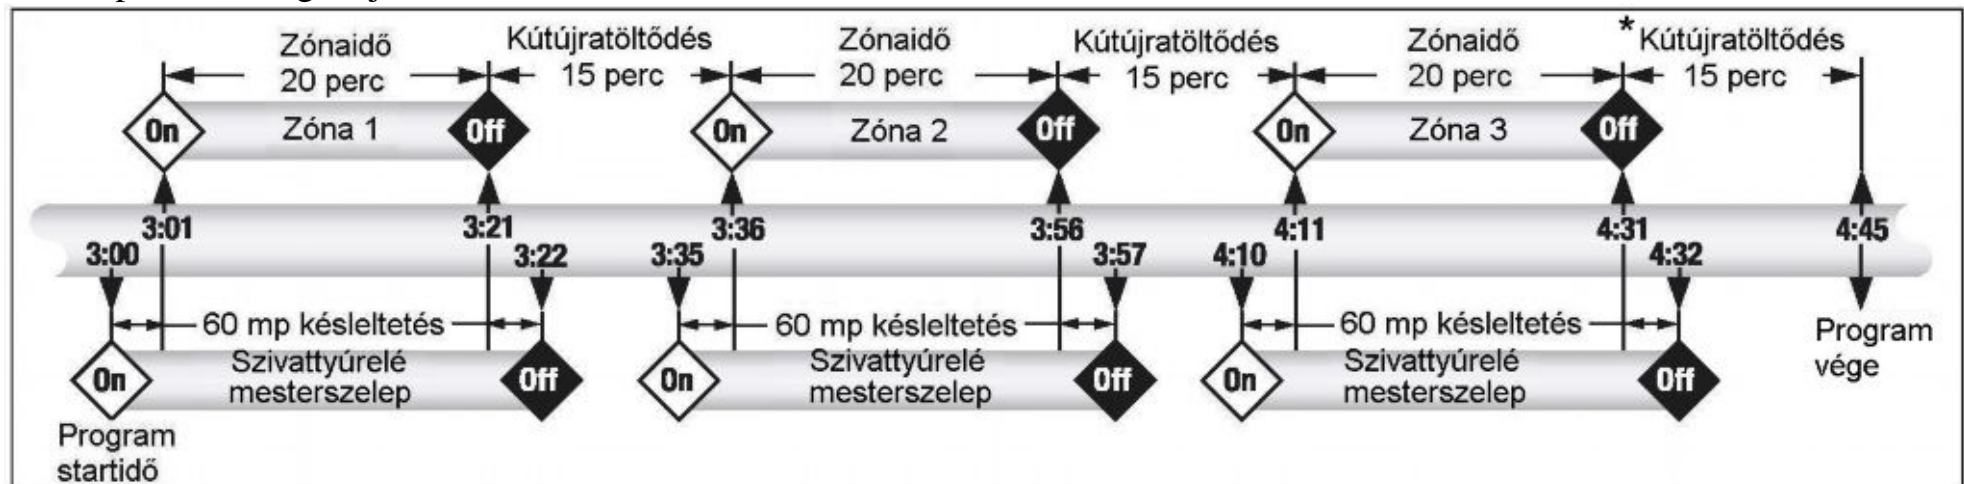 Zónaidő
20 perc
Kútújratöltődés
15 perc
Zónaidő
20 perc
Kútújratöltődés
15 perc
Zónaidő
20 perc
* Kútújratöltődés
15 perc
On Zóna 1 Off On Zóna 2 Off On Zóna 3 Off
3:01 3:21 3:36 3:56 4:11 4:31 4:45
3:00 3:22 3:35 3:57 4:10 4:32
60 mp késleltetés 60 mp késleltetés 60 mp késleltetés
On
Szivattyúrelé
mesterszelep
Off
On
Szivattyúrelé
mesterszelep
Off
On
Szivattyúrelé
mesterszelep
Off
Program
vége
Program
startidő